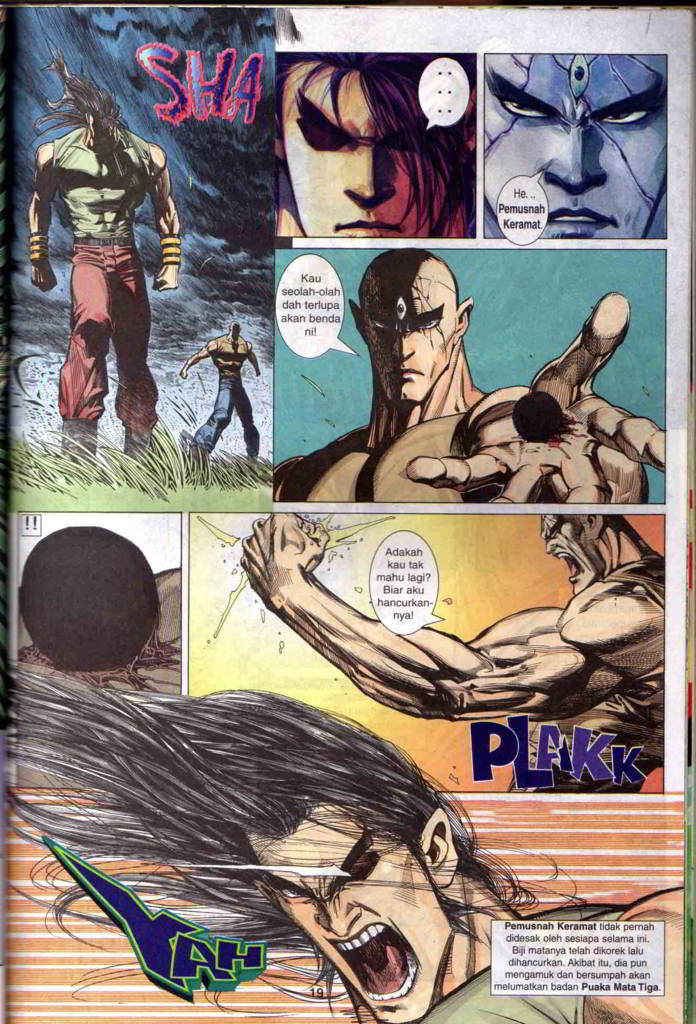 SHA
. . .
. . .
He...
Pemusnah
Keramat.
Kau
seolah-olah
dah terlupa
akan benda
ni!
!!
Adakah
kau tak
mahu lagi?
Biar aku
hancurkan-
nya!
PLAKK
YAH
Pemusnah Keramat tidak pernah
didesak oleh sesiapa selama ini.
Biji matanya telah dikorek lalu
dihancurkan. Akibat itu, dia pun
mengamuk dan bersumpah akan
melumatkan badan Puaka Mata Tiga.
19